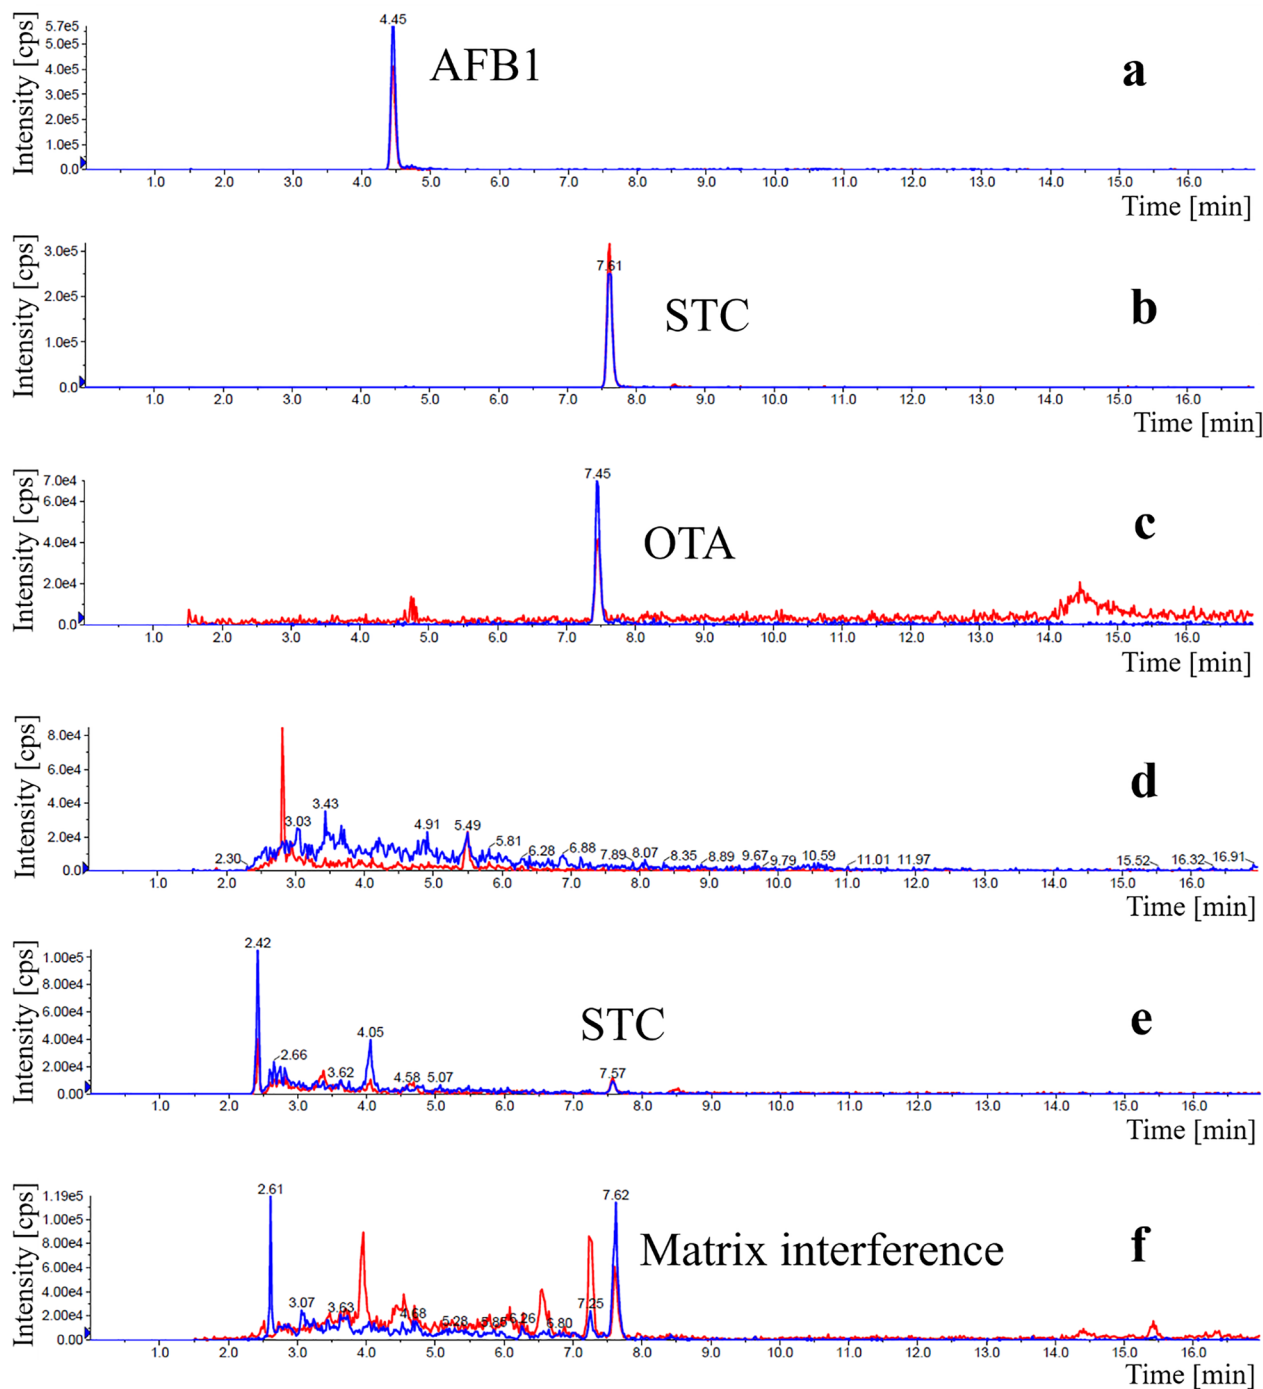 Intensity [cps]
5.7e5
5.0e5
4.0e5
3.0e5
2.0e5
1.0e5
0.0
4.45
AFB1
a
1.0 2.0 3.0 4.0 5.0 6.0 7.0 8.0 9.0 10.0 11.0 12.0 13.0 14.0 15.0 16.0
Time [min]
Intensity [cps]
3.0e5
2.0e5
1.0e5
0.0
7.61
STC
b
1.0 2.0 3.0 4.0 5.0 6.0 7.0 8.0 9.0 10.0 11.0 12.0 13.0 14.0 15.0 16.0
Time [min]
Intensity [cps]
7.0e4
6.0e4
4.0e4
2.0e4
0.0
7.45
OTA
c
1.0 2.0 3.0 4.0 5.0 6.0 7.0 8.0 9.0 10.0 11.0 12.0 13.0 14.0 15.0 16.0
Time [min]
Intensity [cps]
8.0e4
6.0e4
4.0e4
2.0e4
0.0
2.30 3.03 3.43 4.91 5.49 5.81 6.28 6.88 7.89 8.07 8.35 8.89 9.67 9.79 10.59 11.01 11.97 15.52 16.32 16.91
d
1.0 2.0 3.0 4.0 5.0 6.0 7.0 8.0 9.0 10.0 11.0 12.0 13.0 14.0 15.0 16.0
Time [min]
Intensity [cps]
1.00e5
8.00e4
6.00e4
4.00e4
2.00e4
0.00
2.42 2.66 3.62 4.05 4.58 5.07 7.57
STC
e
1.0 2.0 3.0 4.0 5.0 6.0 7.0 8.0 9.0 10.0 11.0 12.0 13.0 14.0 15.0 16.0
Time [min]
Intensity [cps]
1.19e5
1.00e5
8.00e4
6.00e4
4.00e4
2.00e4
0.00
2.61 3.07 3.63 4.68 5.28 5.85 6.26 6.80 7.25 7.62
Matrix interference
f
1.0 2.0 3.0 4.0 5.0 6.0 7.0 8.0 9.0 10.0 11.0 12.0 13.0 14.0 15.0 16.0
Time [min]